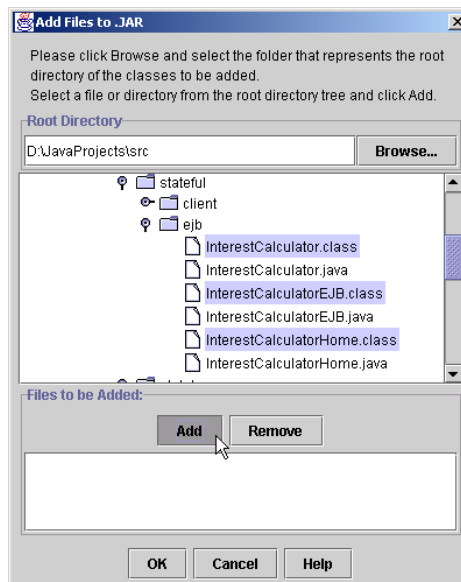 Add Files to .JAR
Please click Browse and select the folder that represents the root
directory of the classes to be added.
Select a file or directory from the root directory tree and click Add.
Root Directory
D:\JavaProjects\src
Browse...
stateful
client
ejb
InterestCalculator.class
InterestCalculator.java
InterestCalculatorEJB.class
InterestCalculatorEJB.java
InterestCalculatorHome.class
InterestCalculatorHome.java
Files to be Added:
Add Remove
OK Cancel Help